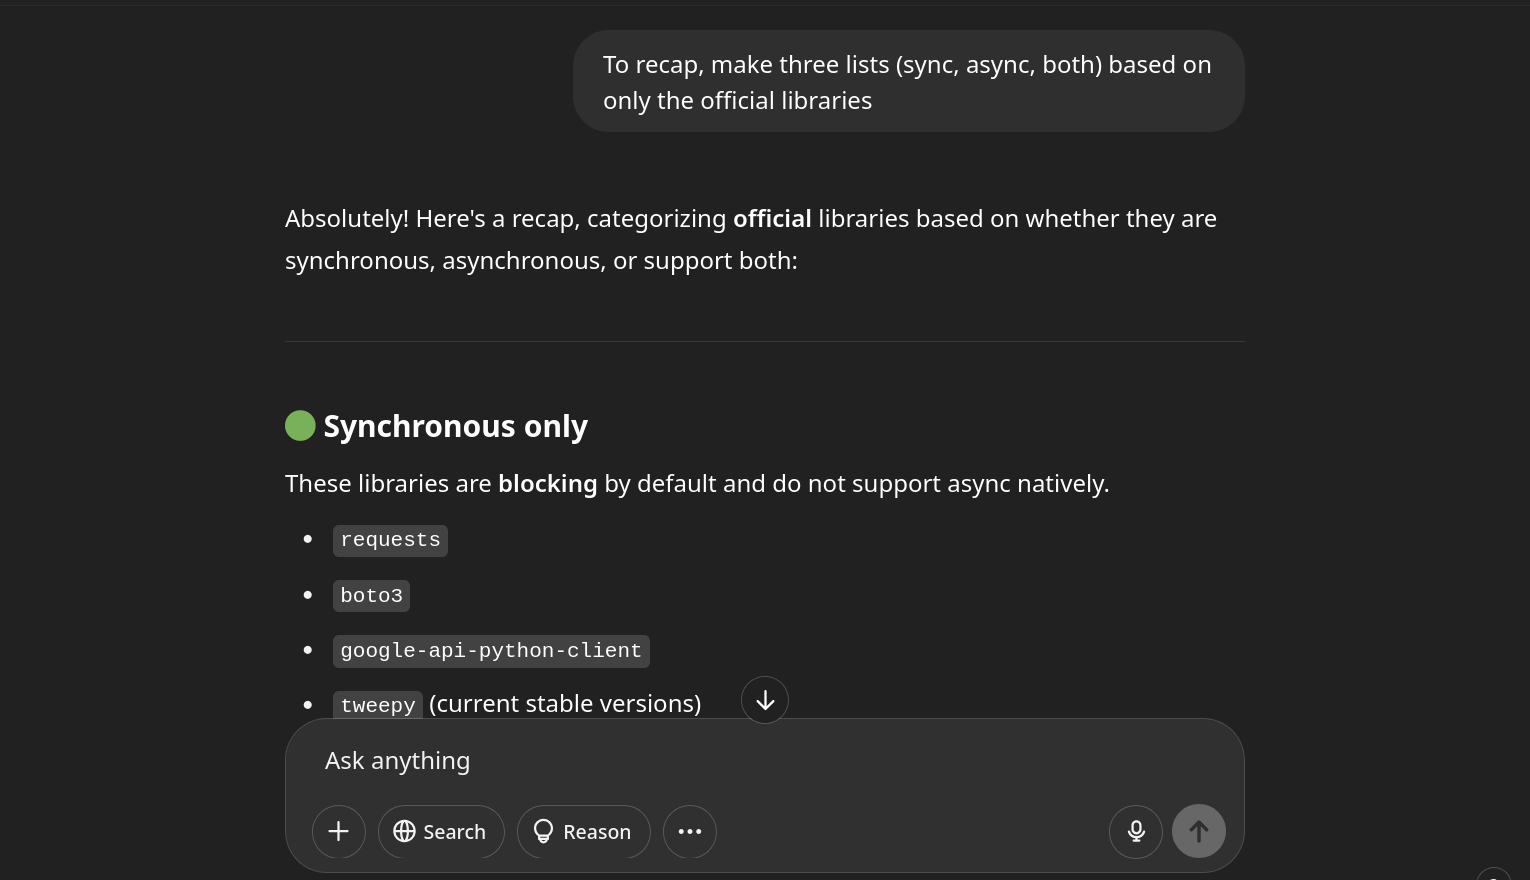 To recap, make three lists (sync, async, both) based on
only the official libraries
Absolutely! Here's a recap, categorizing official libraries based on whether they are
synchronous, asynchronous, or support both:
Synchronous only
These libraries are blocking by default and do not support async natively.
• requests
• boto3
• google-api-python-client
• tweepy (current stable versions)
Ask anything
Search Reason